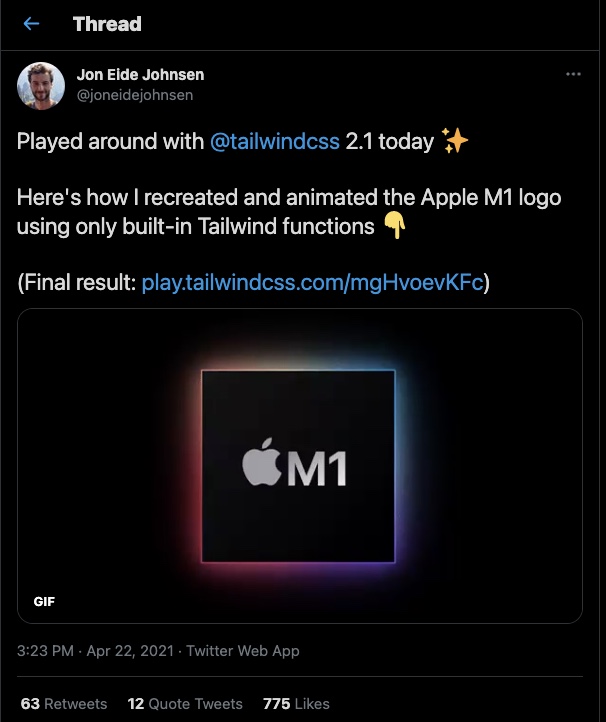 Thread
Jon Eide Johnsen
@joneidejohnsen
Played around with @tailwindcss 2.1 today ✨
Here's how I recreated and animated the Apple M1 logo
using only built-in Tailwind functions 👇
(Final result: play.tailwindcss.com/mgHvoevKFc)
M1
GIF
3:23 PM · Apr 22, 2021 · Twitter Web App
63 Retweets 12 Quote Tweets 775 Likes